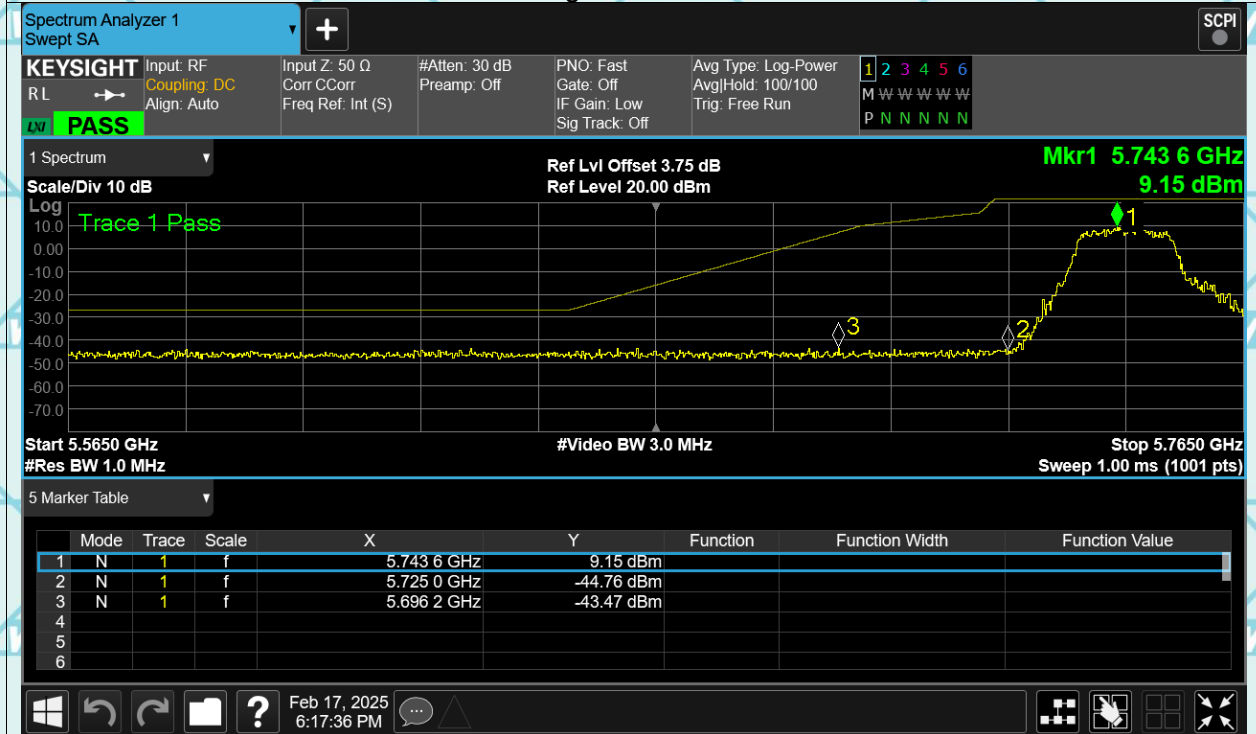 Spectrum Analyzer 1
Swept SA
+
SCPI
KEYSIGHT
RL
LXI PASS
Input: RF
Coupling: DC
Align: Auto
Input Z: 50 Ω
Corr CCorr
Freq Ref: Int (S)
#Atten: 30 dB
Preamp: Off
PNO: Fast
Gate: Off
IF Gain: Low
Sig Track: Off
Avg Type: Log-Power
Avg|Hold: 100/100
Trig: Free Run
1 2 3 4 5 6
M W W W W W
P N N N N N
1 Spectrum
Scale/Div 10 dB
Ref Lvl Offset 3.75 dB
Ref Level 20.00 dBm
Mkr1 5.743 6 GHz
9.15 dBm
Log
Trace 1 Pass
10.0
0.00
-10.0
-20.0
-30.0
-40.0
-50.0
-60.0
-70.0
1
3
2
Start 5.5650 GHz
#Video BW 3.0 MHz
Stop 5.7650 GHz
#Res BW 1.0 MHz
Sweep 1.00 ms (1001 pts)
5 Marker Table
Mode Trace Scale X Y Function Function Width Function Value
1 N 1 f 5.743 6 GHz 9.15 dBm
2 N 1 f 5.725 0 GHz -44.76 dBm
3 N 1 f 5.696 2 GHz -43.47 dBm
4
5
6
?
Feb 17, 2025
6:17:36 PM